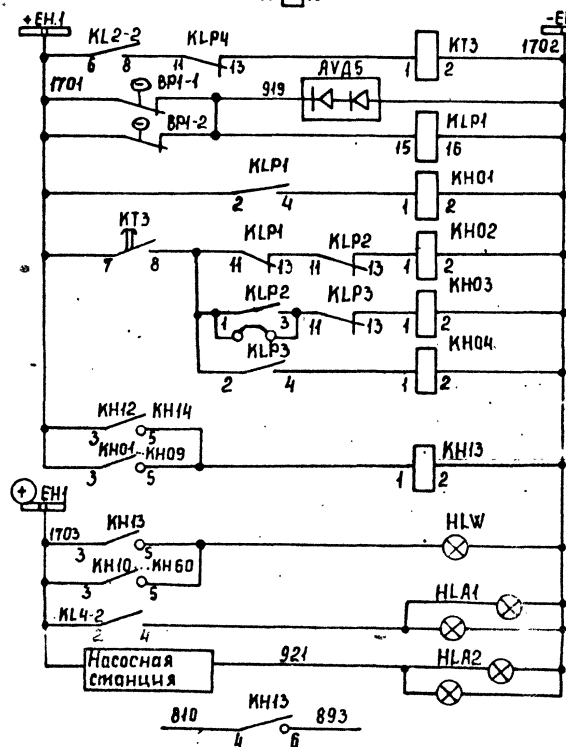 +EH.1 -EH
KL2-2 KLP4 KT3 1702
6 8 11 13 1 2
1701 BP1-1 919 АУД5
BP1-2 KLP1
15 16
KLP1 KH01
2 4 1 2
KT3 KLP1 KLP2 KH02
7 8 11 13 11 13 1 2
KLP2 KLP3 KH03
1 3 11 13 1 2
KLP3 KH04
2 4 1 2
KH12 KH14
3 5
KH01...KH09 KH13
3 5 1 2
+ EH1
1703 KH13 HLW
3 5
KH10...KH60
3 5
KL4-2 HLA1
2 4
Насосная станция 921 HLA2
KH13
810 893
4 6